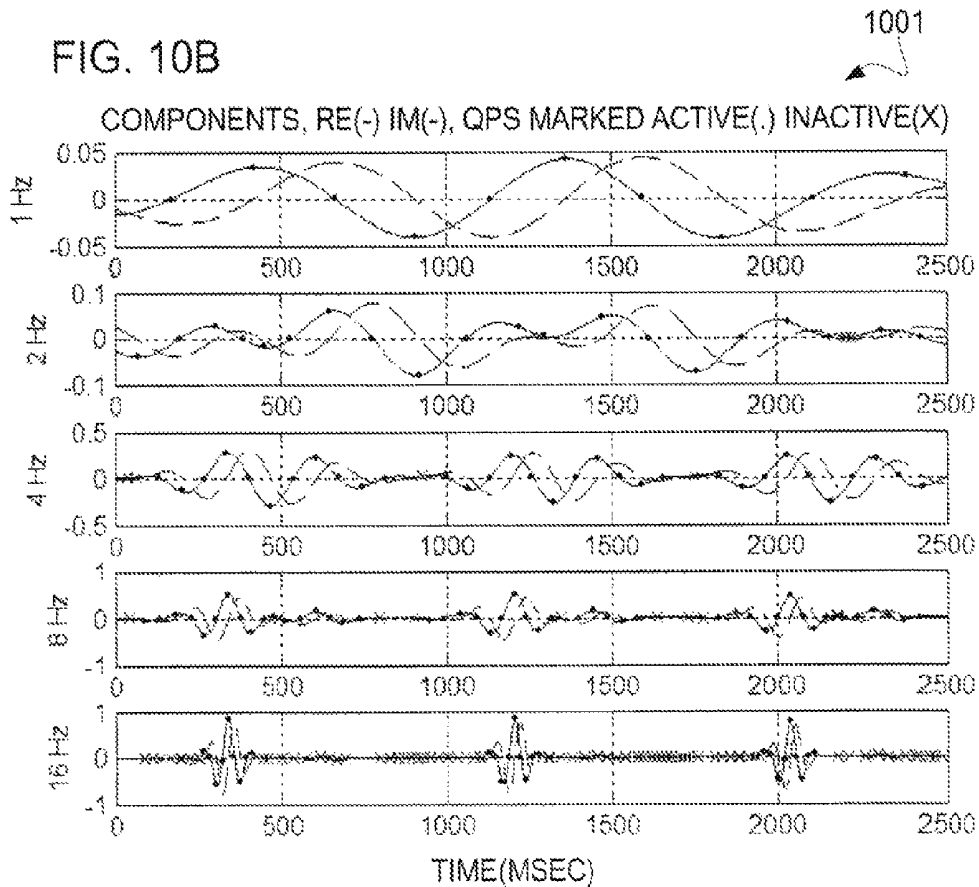 1001
FIG. 10B
COMPONENTS, RE(-) IM(-), QPS MARKED ACTIVE(.) INACTIVE(X)
0.05
1 Hz
0
-0.05
0 500 1000 1500 2000 2500
0.1
2 Hz
0
-0.1
0 500 1000 1500 2000 2500
0.5
4 Hz
0
-0.5
0 500 1000 1500 2000 2500
1
8 Hz
0
-1
0 500 1000 1500 2000 2500
1
16 Hz
0
-1
0 500 1000 1500 2000 2500
TIME(MSEC)